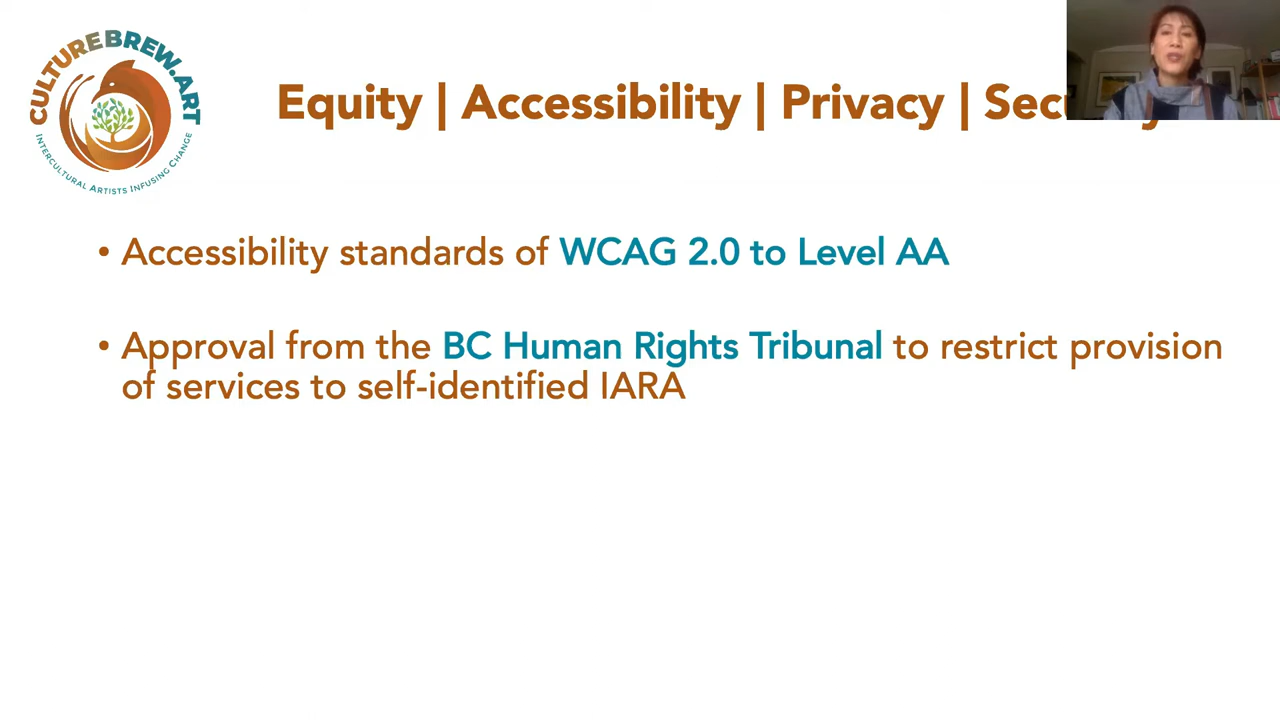 CULTUREBREW.ART
INTERCULTURAL ARTISTS INFUSING CHANGE
Equity | Accessibility | Privacy |
• Accessibility standards of WCAG 2.0 to Level AA
• Approval from the BC Human Rights Tribunal to restrict provision
of services to self-identified IARA